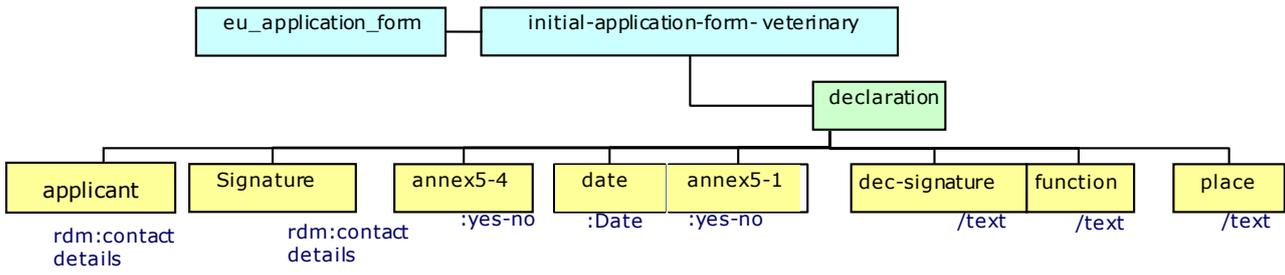 eu_application_form
initial-application-form- veterinary
declaration
applicant
Signature
annex5-4
date
annex5-1
dec-signature
function
place
rdm:contact
details
rdm:contact
details
:yes-no
:Date
:yes-no
/text
/text
/text